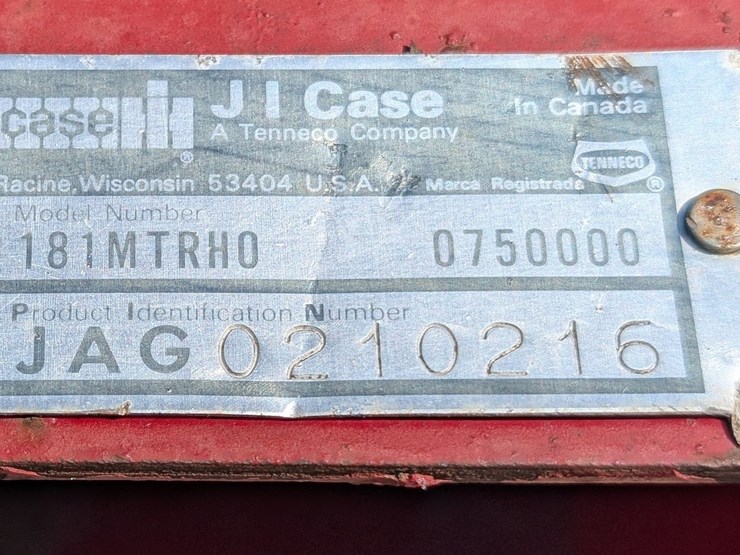 case IH ® J I Case Made
A Tenneco Company in Canada
TENNECO
Racine, Wisconsin 53404 U.S.A. Marca Registrada ®
Model Number
181MTRHO 0750000
Product Identification Number
JAG0210216